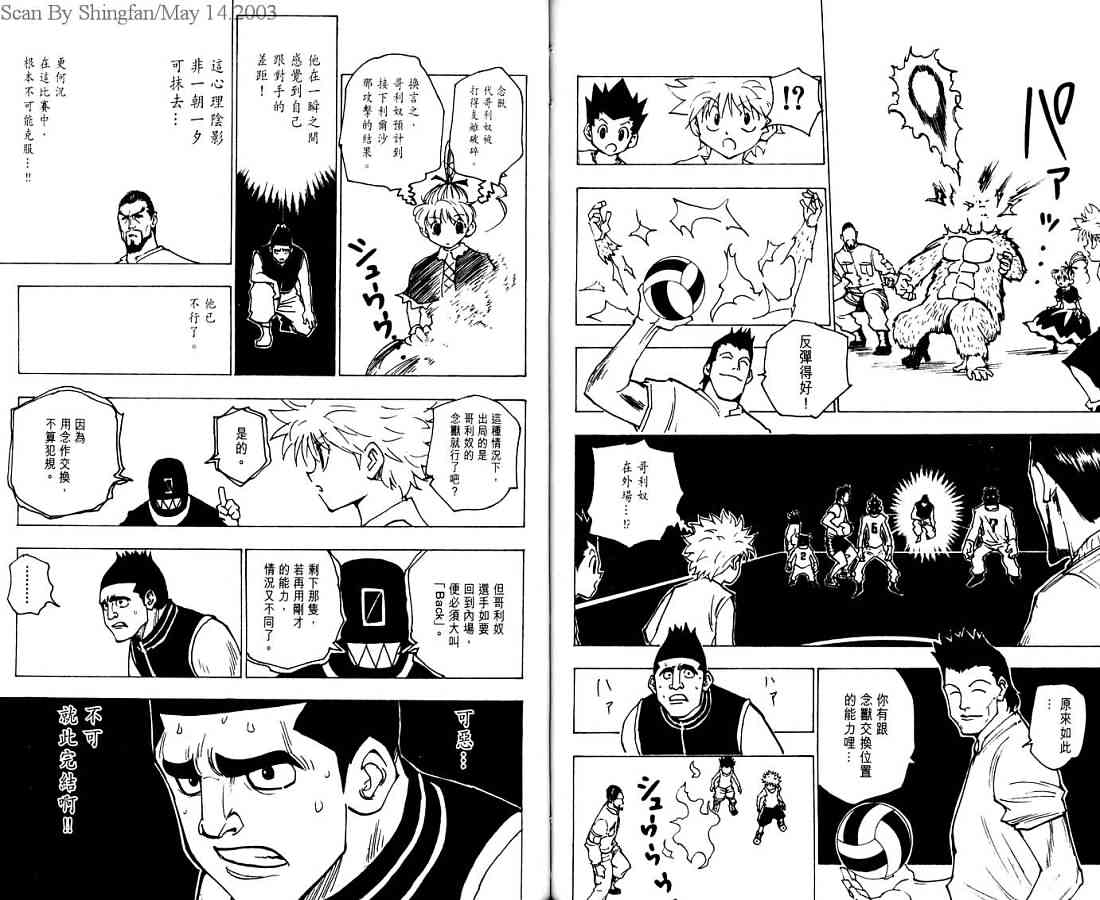 Scan By Shingfan/May 14.2003
パァッ…
!?
反彈得好！
哥利奴
在外場…!?
原來如此
你有跟
念獸交換位置
的能力哩…
ハァ
ハァ
シュウウウ
念獸
代哥利奴被
打得支離破碎。
換言之，
哥利奴預計到
接下利爾沙
那攻擊的結果。
シュウウウ
他在一瞬之間
感覺到自己
跟對手的
差距！
這心理陰影
非一朝一夕
可抹去…
更何況
在這比賽中，
根本不可能克服…!!
他已
不行了。
這種情況下，
出局的是
哥利奴的
念獸就行了吧？
是的。
因為
用念作交換，
不算犯規。
但哥利奴
選手如要
回到內場，
便必須大叫
「Back」。
剩下那隻，
若再用剛才
的能力，
情況又不同了。
………
可惡…
不可
就此完結啊!!